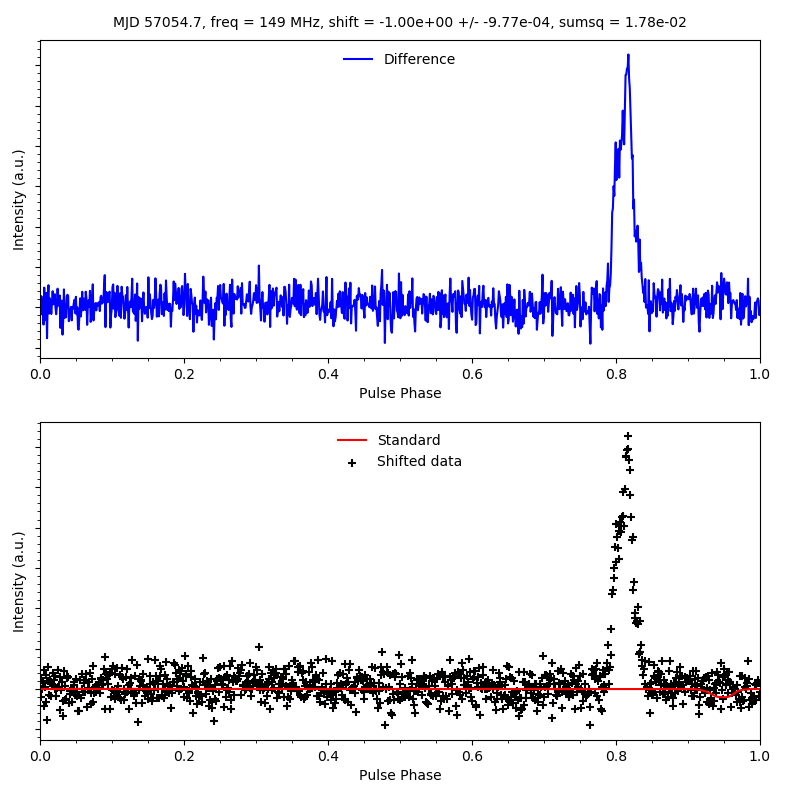 MJD 57054.7, freq = 149 MHz, shift = -1.00e+00 +/- -9.77e-04, sumsq = 1.78e-02
Difference
Intensity (a.u.)
0.0 0.2 0.4 0.6 0.8 1.0
Pulse Phase
Standard
Shifted data
Intensity (a.u.)
0.0 0.2 0.4 0.6 0.8 1.0
Pulse Phase